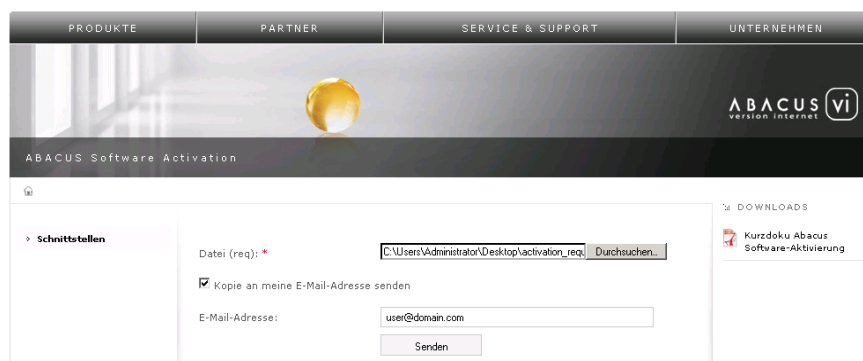 PRODUKTE
PARTNER
SERVICE & SUPPORT
UNTERNEHMEN
ABACUS vi
version internet
ABACUS Software Activation
DOWNLOADS
Schnittstellen
Kurzdoku Abacus
Software-Aktivierung
Datei (req): *
C:\Users\Administrator\Desktop\activation_requ
Durchsuchen...
Kopie an meine E-Mail-Adresse senden
E-Mail-Adresse:
user@domain.com
Senden